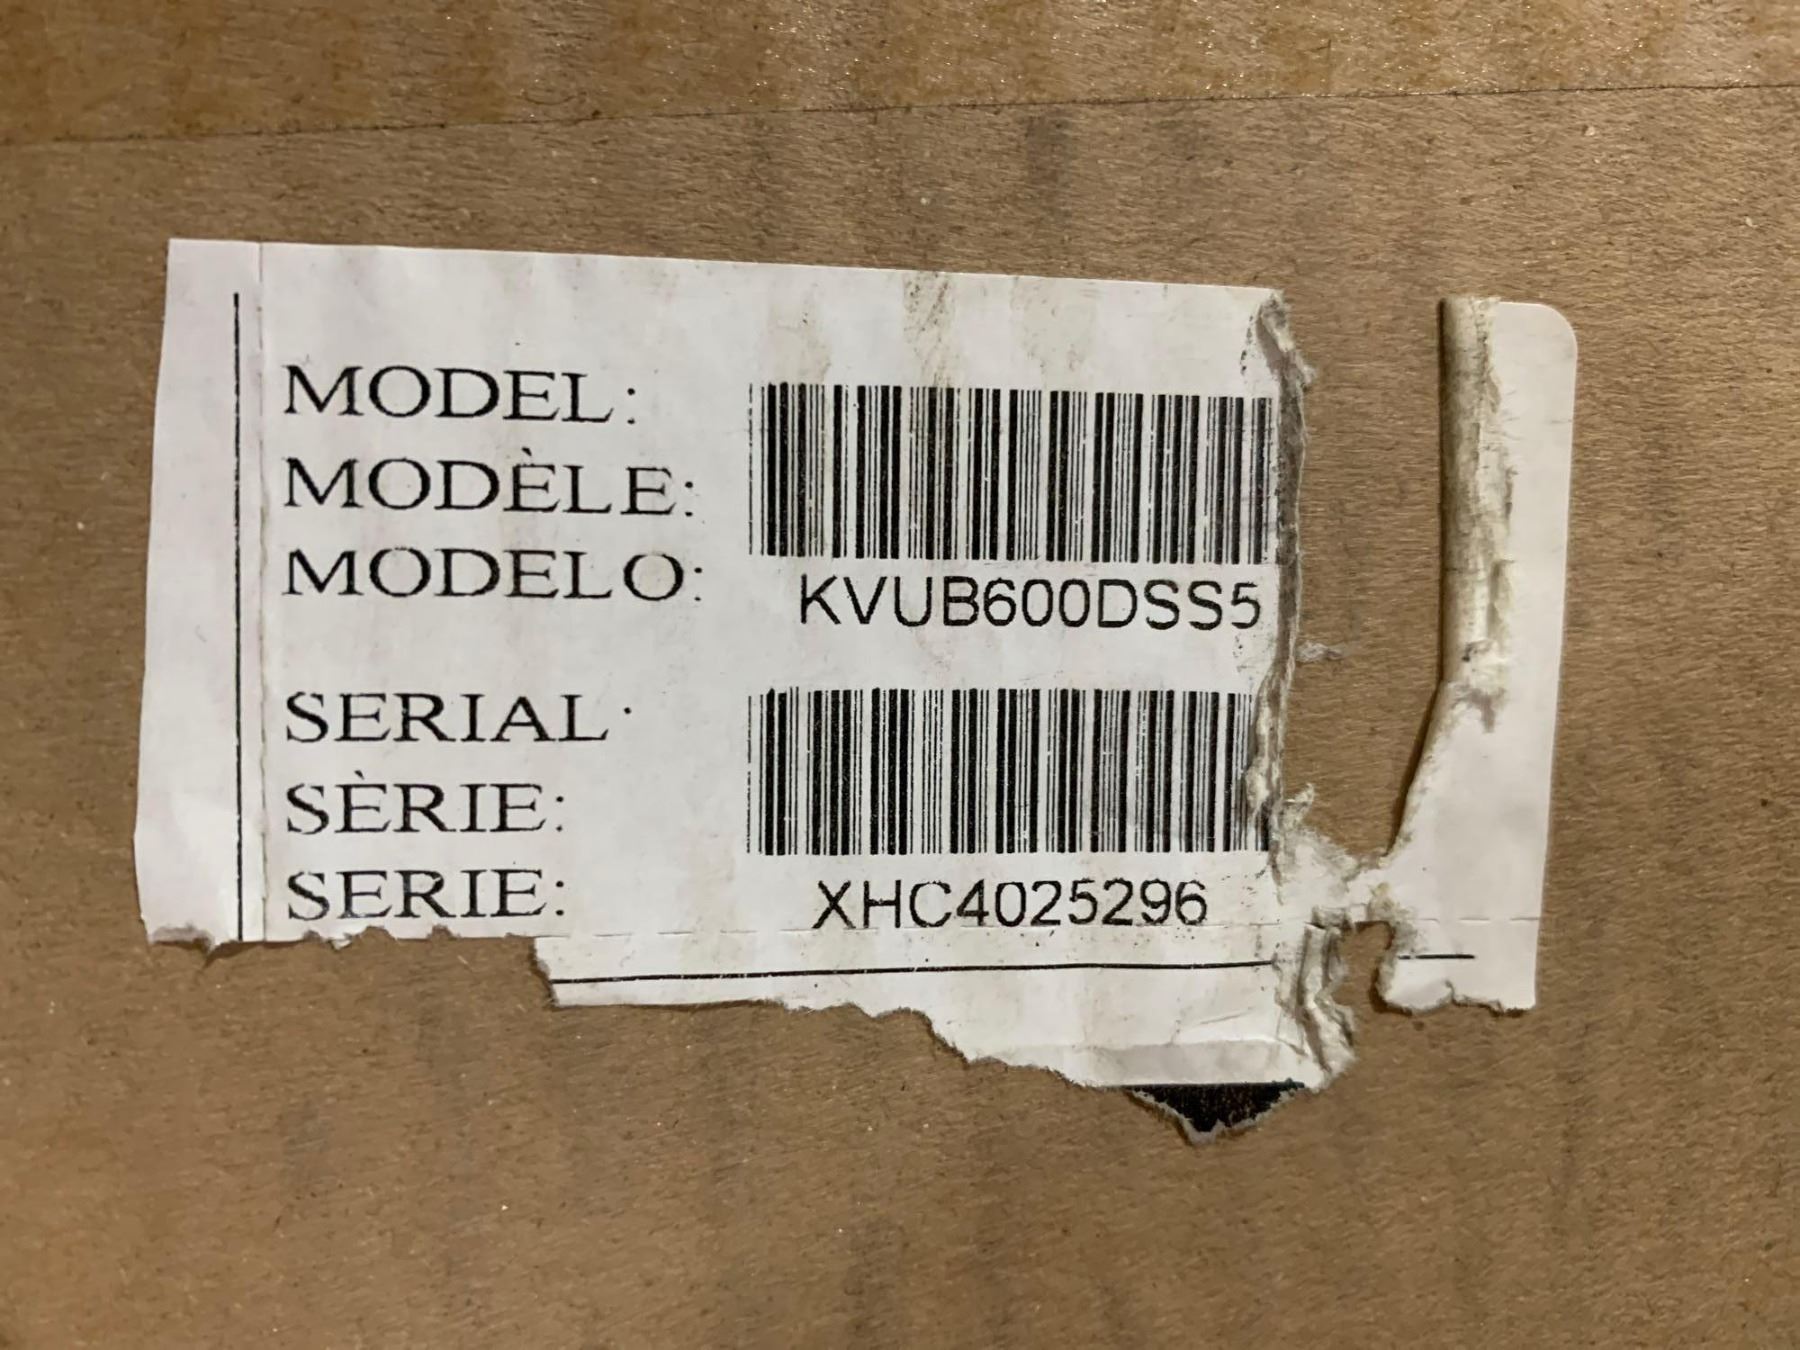 MODEL:
MODÈLE:
MODELO:
KVUB600DSS5
SERIAL:
SÈRIE:
SERIE:
XHC4025296